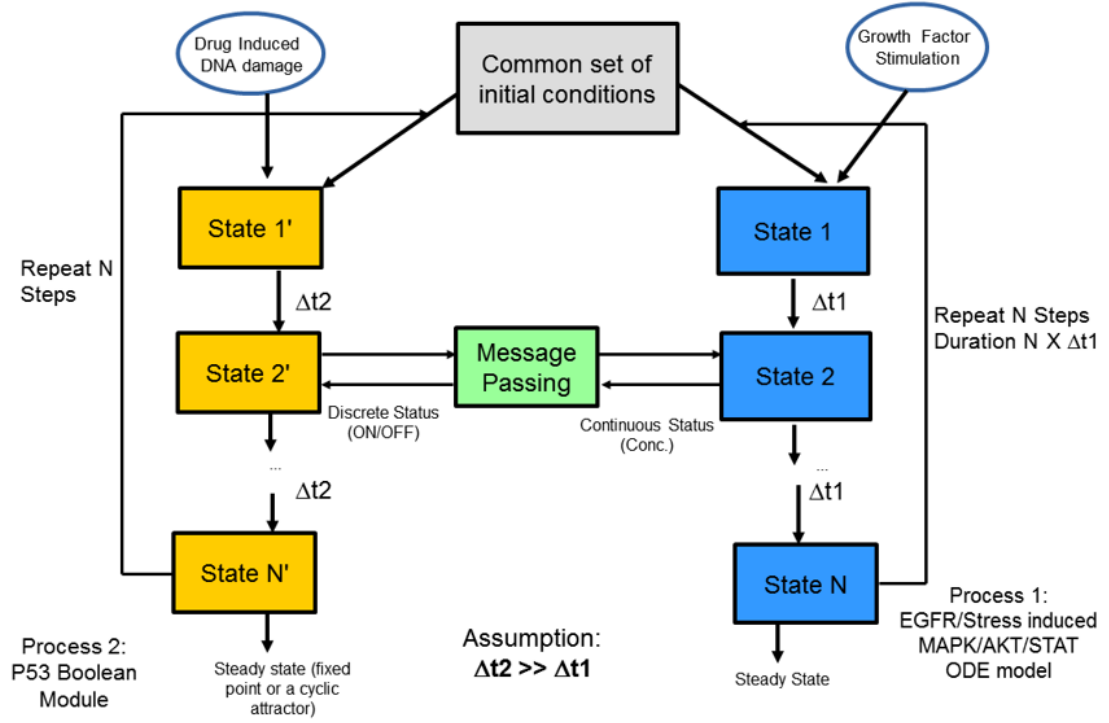 Drug Induced
DNA damage
Common set of
initial conditions
Growth Factor
Stimulation
State 1'
State 1
Repeat N
Steps
Δt2
Δt1
Repeat N Steps
Duration N X Δt1
State 2'
Message
Passing
State 2
Discrete Status
(ON/OFF)
Continuous Status
(Conc.)
...
...
Δt2
Δt1
State N'
State N
Process 2:
P53 Boolean
Module
Steady state (fixed
point or a cyclic
attractor)
Assumption:
Δt2 >> Δt1
Steady State
Process 1:
EGFR/Stress induced
MAPK/AKT/STAT
ODE model